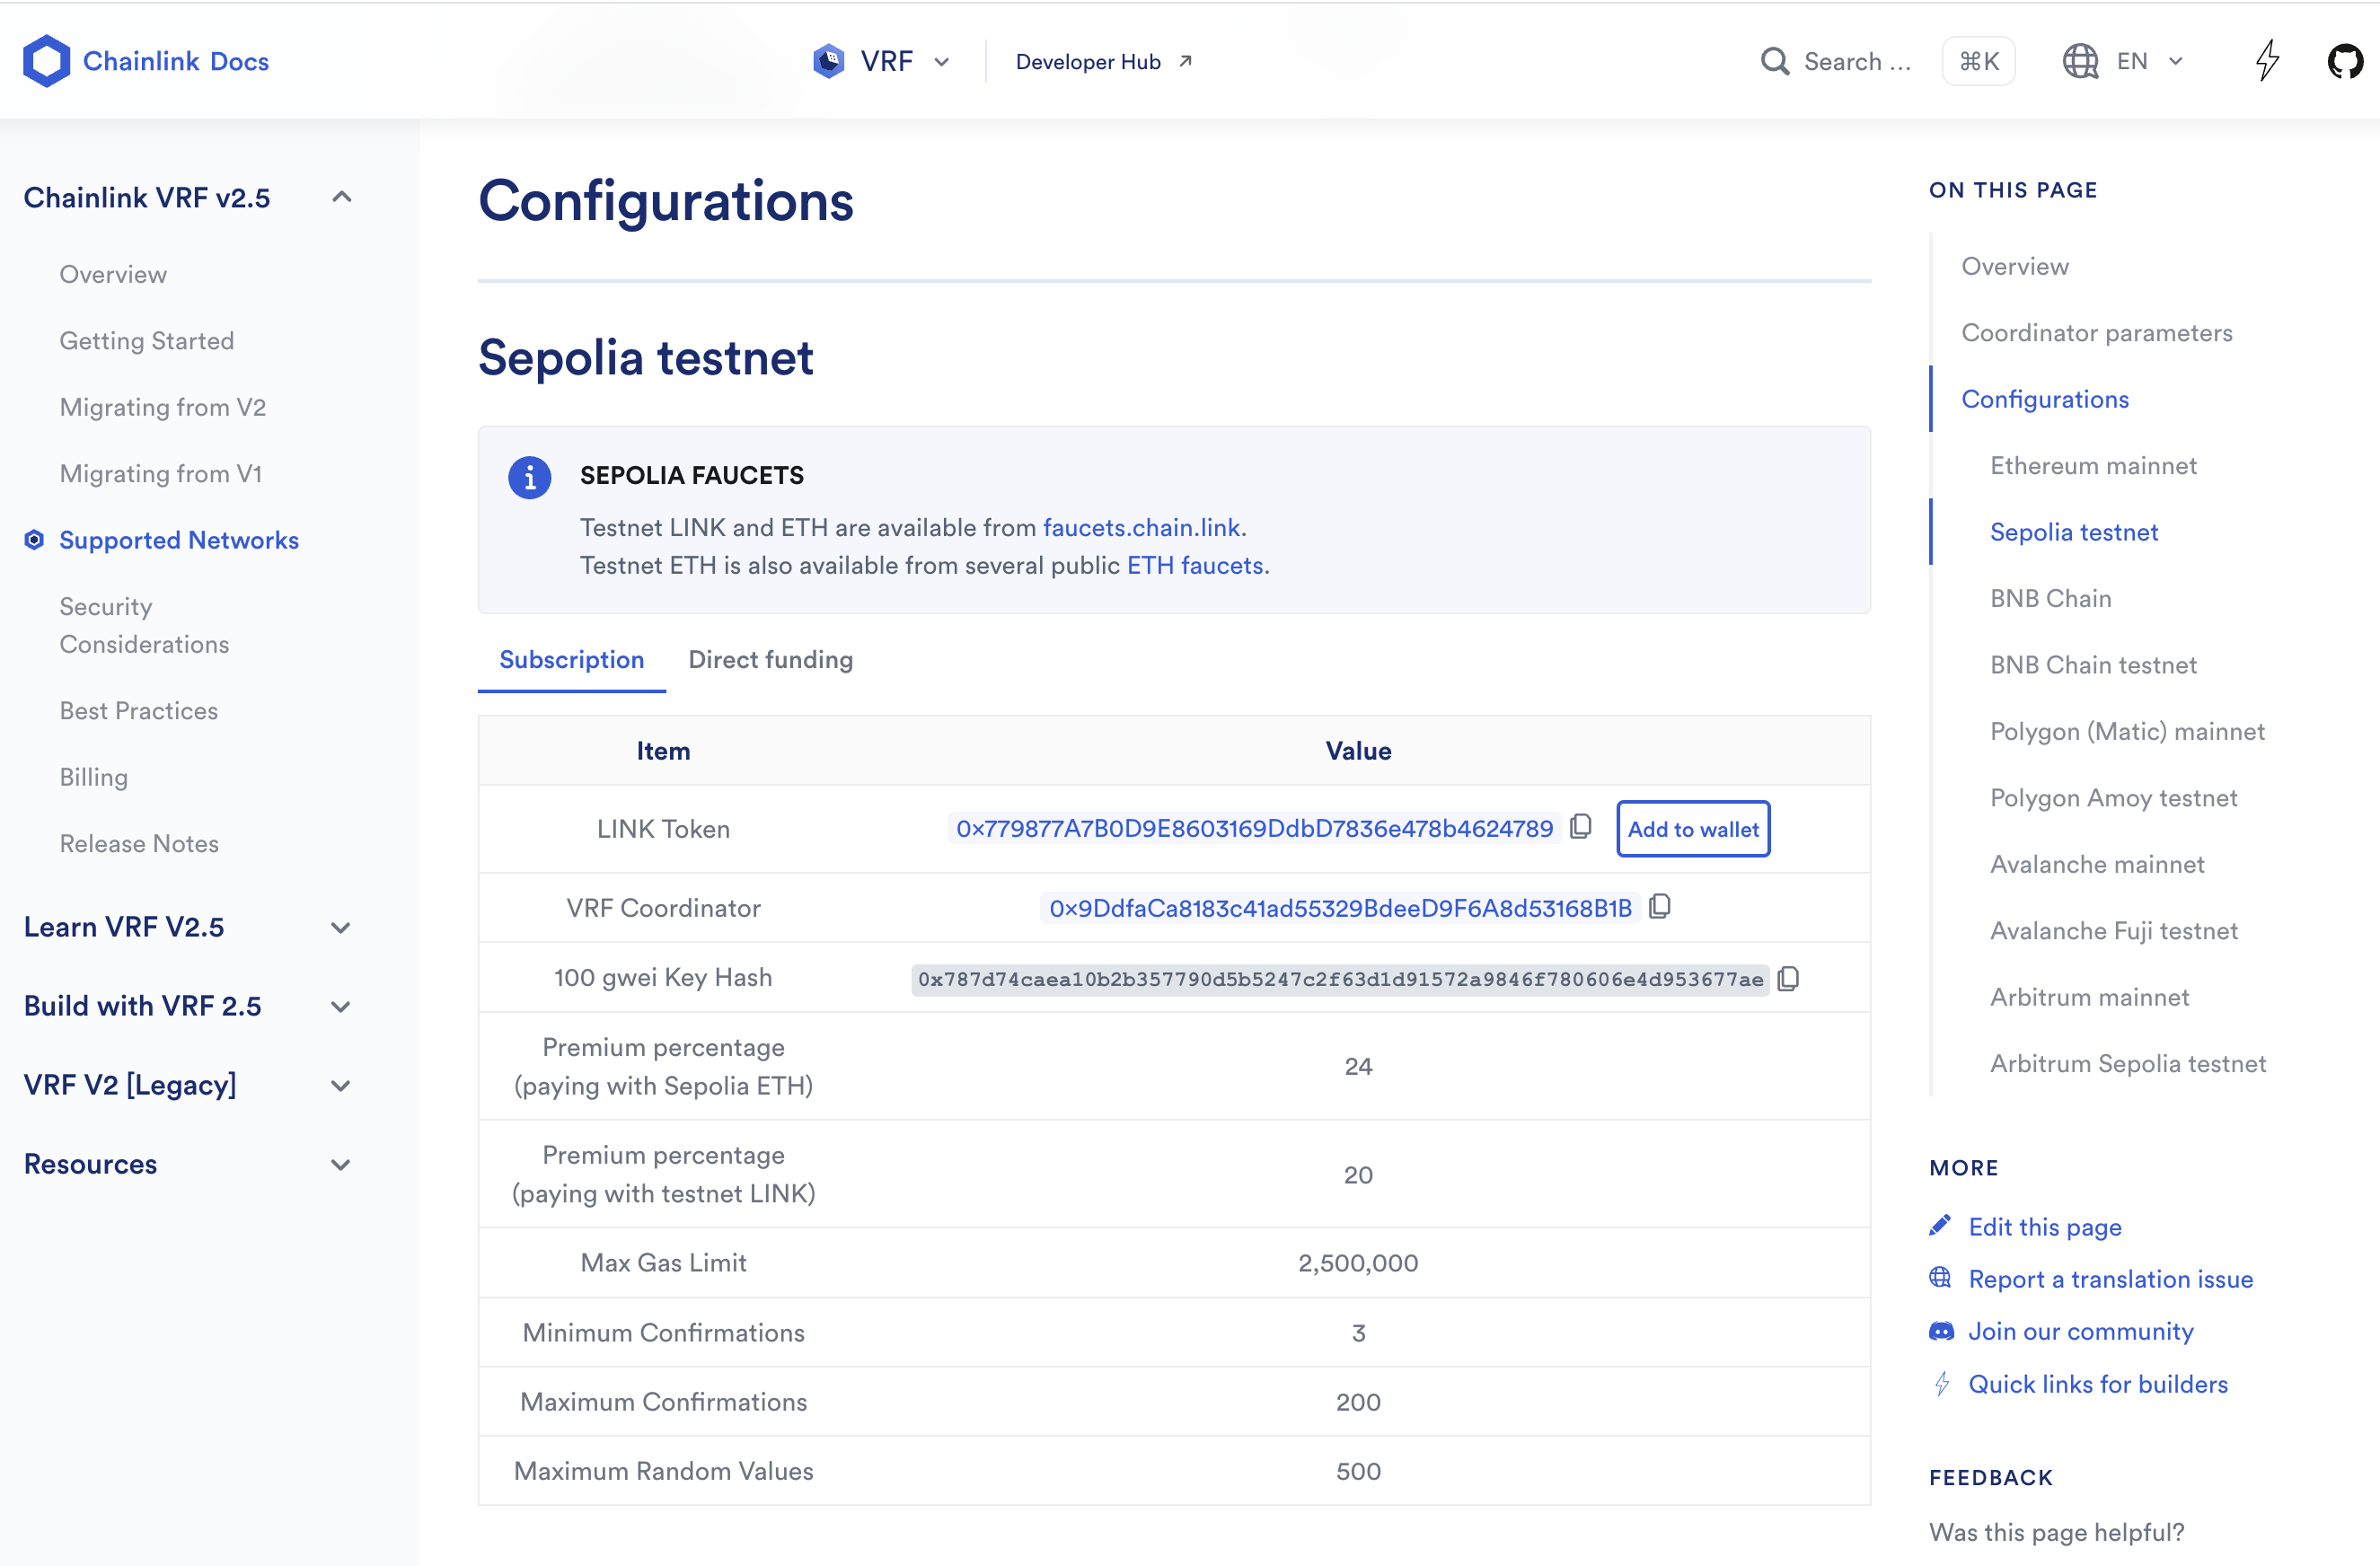 Chainlink Docs
VRF
Developer Hub ↗
Search ...
⌘K
EN
Chainlink VRF v2.5
Overview
Getting Started
Migrating from V2
Migrating from V1
Supported Networks
Security
Considerations
Best Practices
Billing
Release Notes
Learn VRF V2.5
Build with VRF 2.5
VRF V2 [Legacy]
Resources
Configurations
Sepolia testnet
SEPOLIA FAUCETS
Testnet LINK and ETH are available from faucets.chain.link.
Testnet ETH is also available from several public ETH faucets.
Subscription Direct funding
Item Value
LINK Token 0x779877A7B0D9E8603169DdbD7836e478b4624789 Add to wallet
VRF Coordinator 0x9DdfaCa8183c41ad55329BdeeD9F6A8d53168B1B
100 gwei Key Hash 0x787d74caea10b2b357790d5b5247c2f63d1d91572a9846f780606e4d953677ae
Premium percentage
(paying with Sepolia ETH) 24
Premium percentage
(paying with testnet LINK) 20
Max Gas Limit 2,500,000
Minimum Confirmations 3
Maximum Confirmations 200
Maximum Random Values 500
ON THIS PAGE
Overview
Coordinator parameters
Configurations
Ethereum mainnet
Sepolia testnet
BNB Chain
BNB Chain testnet
Polygon (Matic) mainnet
Polygon Amoy testnet
Avalanche mainnet
Avalanche Fuji testnet
Arbitrum mainnet
Arbitrum Sepolia testnet
MORE
Edit this page
Report a translation issue
Join our community
Quick links for builders
FEEDBACK
Was this page helpful?